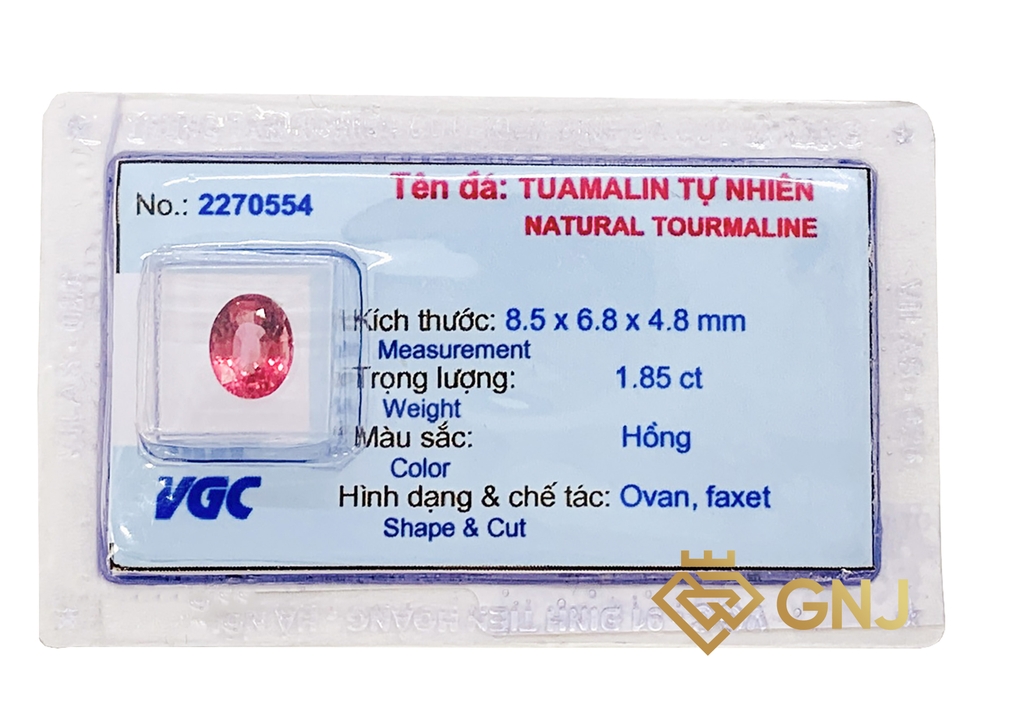 No.: 2270554
Tên đá: TUAMALIN TỰ NHIÊN
NATURAL TOURMALINE
Kích thước: 8.5 x 6.8 x 4.8 mm
Measurement
Trọng lượng: 1.85 ct
Weight
Màu sắc: Hồng
Color
Hình dạng & chế tác: Ovan, faxet
Shape & Cut
VGC
GNJ